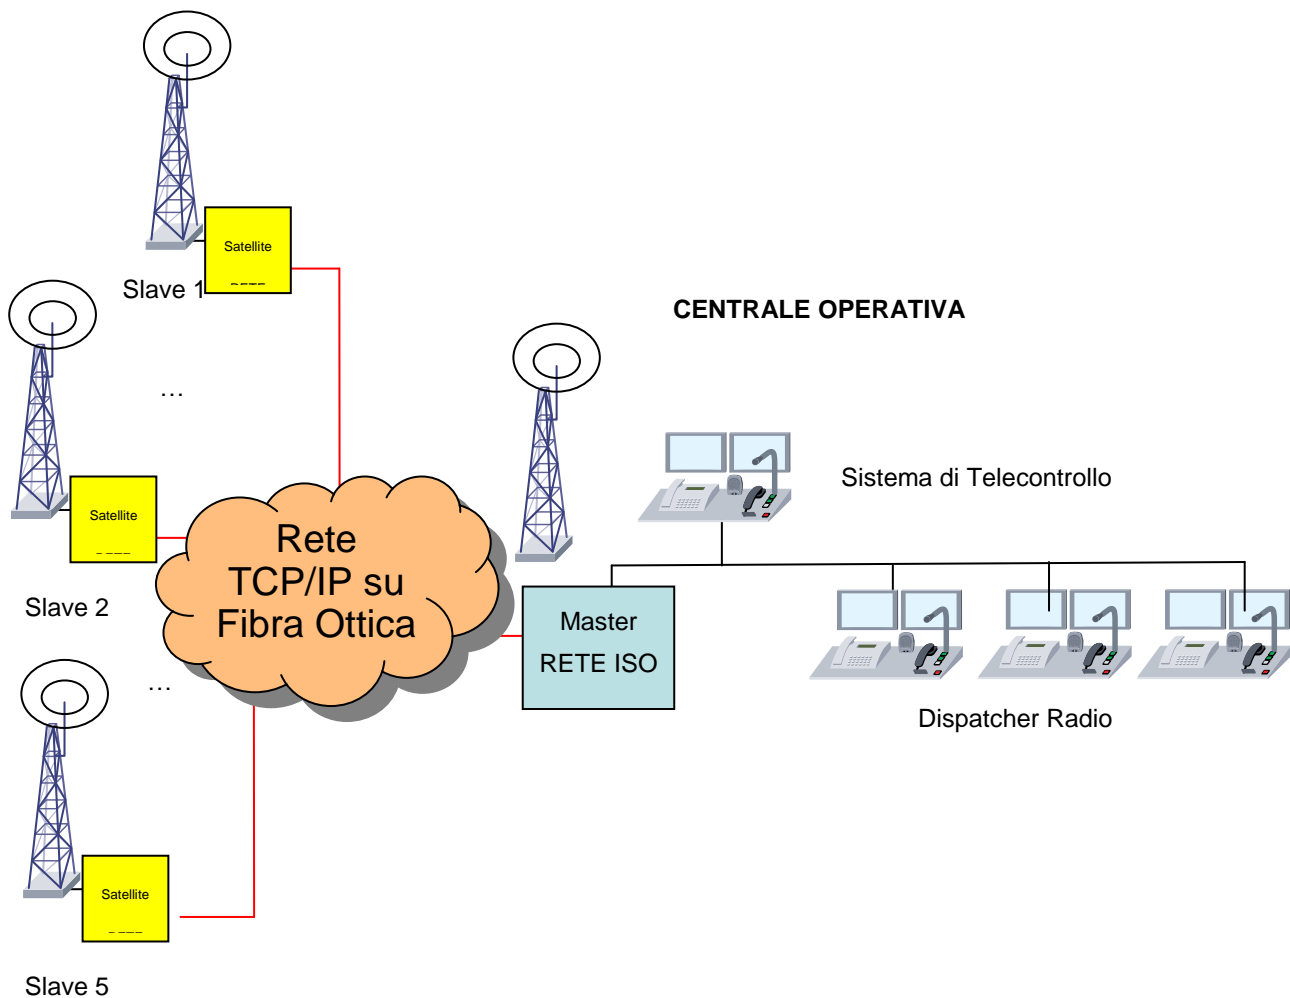 Satellite
Slave 1
CENTRALE OPERATIVA
…
Sistema di Telecontrollo
Satellite
Rete
TCP/IP su
Fibra Ottica
Slave 2
Master
RETE ISO
…
Dispatcher Radio
Satellite
Slave 5